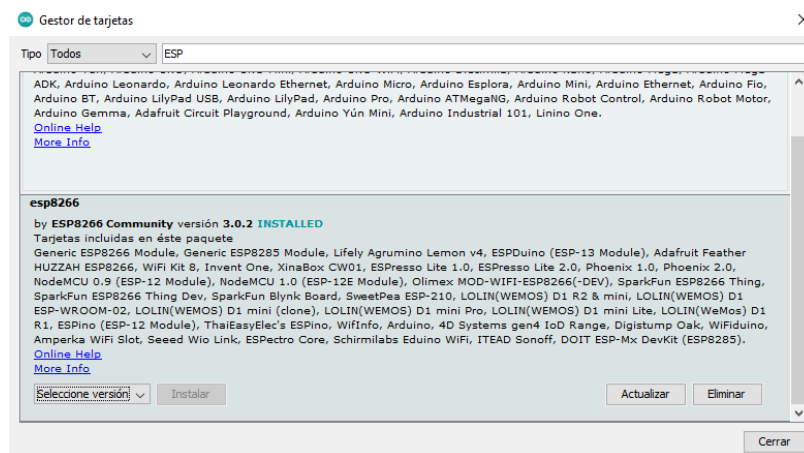 Gestor de tarjetas
Tipo Todos ESP
ADK, Arduino Leonardo, Arduino Leonardo Ethernet, Arduino Micro, Arduino Esplora, Arduino Mini, Arduino Ethernet, Arduino Fio,
Arduino BT, Arduino LilyPad USB, Arduino LilyPad, Arduino Pro, Arduino ATMegaNG, Arduino Robot Control, Arduino Robot Motor,
Arduino Gemma, Adafruit Circuit Playground, Arduino Yún Mini, Arduino Industrial 101, Linino One.
Online Help
More Info
esp8266
by ESP8266 Community versión 3.0.2 INSTALLED
Tarjetas incluidas en éste paquete
Generic ESP8266 Module, Generic ESP8285 Module, Lifely Agrumino Lemon v4, ESPDuino (ESP-13 Module), Adafruit Feather
HUZZAH ESP8266, WiFi Kit 8, Invent One, XinaBox CW01, ESPresso Lite 1.0, ESPresso Lite 2.0, Phoenix 1.0, Phoenix 2.0,
NodeMCU 0.9 (ESP-12 Module), NodeMCU 1.0 (ESP-12E Module), Olimex MOD-WIFI-ESP8266(-DEV), SparkFun ESP8266 Thing,
SparkFun ESP8266 Thing Dev, SparkFun Blynk Board, SweetPea ESP-210, LOLIN(WEMOS) D1 R2 & mini, LOLIN(WEMOS) D1
ESP-WROOM-02, LOLIN(WEMOS) D1 mini (clone), LOLIN(WEMOS) D1 mini Pro, LOLIN(WEMOS) D1 mini Lite, LOLIN(WeMos) D1
R1, ESPino (ESP-12 Module), ThaiEasyElec's ESPino, WifInfo, Arduino, 4D Systems gen4 IoD Range, Digistump Oak, WiFiduino,
Amperka WiFi Slot, Seeed Wio Link, ESPectro Core, Schirmilabs Eduino WiFi, ITEAD Sonoff, DOIT ESP-Mx DevKit (ESP8285).
Online Help
More Info
Seleccione versión Instalar Actualizar Eliminar
Cerrar